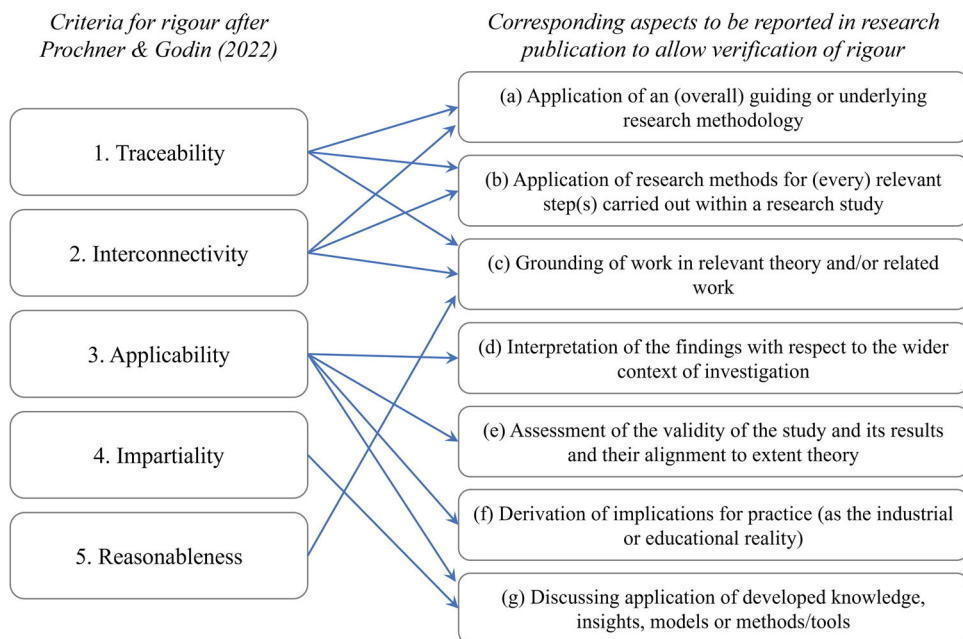 Criteria for rigour after
Prochner & Godin (2022)
Corresponding aspects to be reported in research
publication to allow verification of rigour
1. Traceability
2. Interconnectivity
3. Applicability
4. Impartiality
5. Reasonableness
(a) Application of an (overall) guiding or underlying
research methodology
(b) Application of research methods for (every) relevant
step(s) carried out within a research study
(c) Grounding of work in relevant theory and/or related
work
(d) Interpretation of the findings with respect to the wider
context of investigation
(e) Assessment of the validity of the study and its results
and their alignment to extent theory
(f) Derivation of implications for practice (as the industrial
or educational reality)
(g) Discussing application of developed knowledge,
insights, models or methods/tools